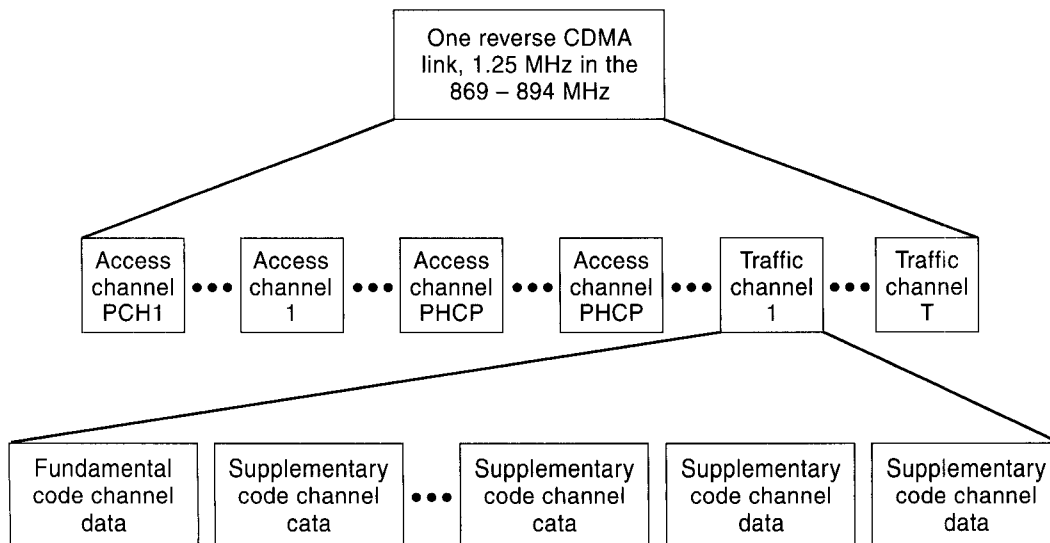 One reverse CDMA
link, 1.25 MHz in the
869 – 894 MHz
Access
channel
PCH1
Access
channel
1
Access
channel
PHCP
Access
channel
PHCP
Traffic
channel
1
Traffic
channel
T
Fundamental
code channel
data
Supplementary
code channel
cata
Supplementary
code channel
cata
Supplementary
code channel
data
Supplementary
code channel
data